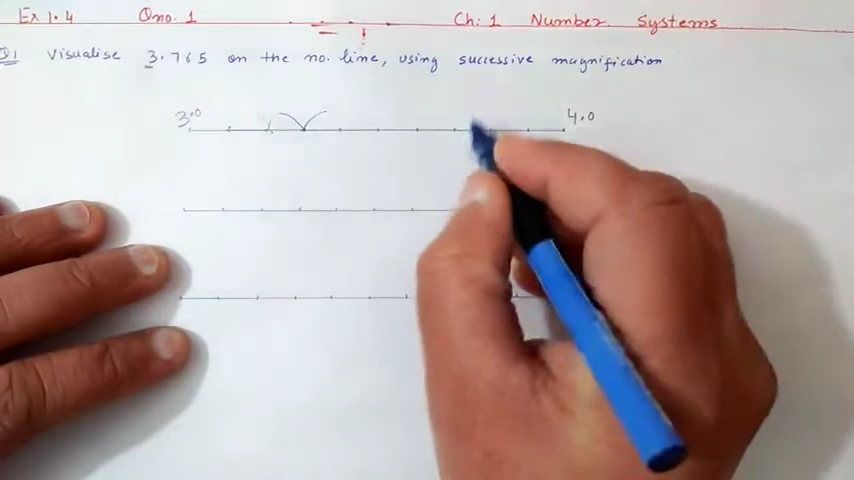 Ex 1.4 Qno. 1 Ch: 1 Number Systems
Q1 Visualise 3.765 on the no. line, using successive magnification
3.0 4.0